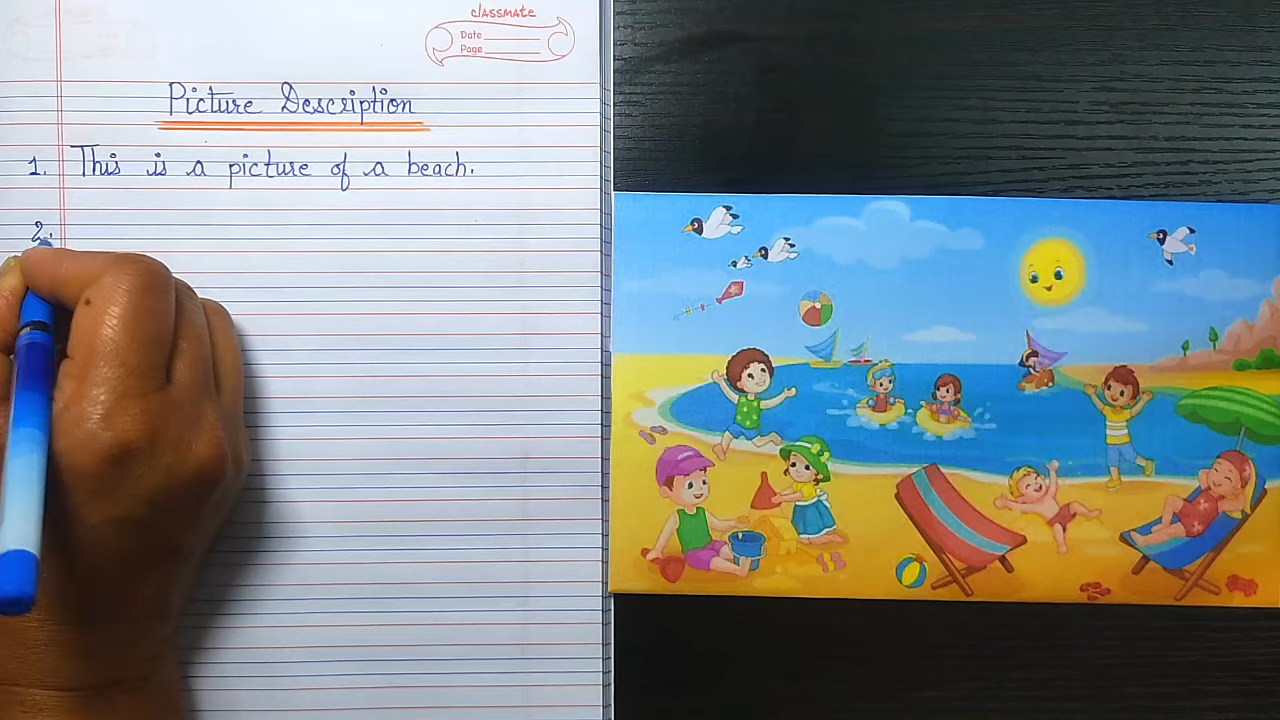 classmate
Date
Page
Picture Description
1. This is a picture of a beach.
2.